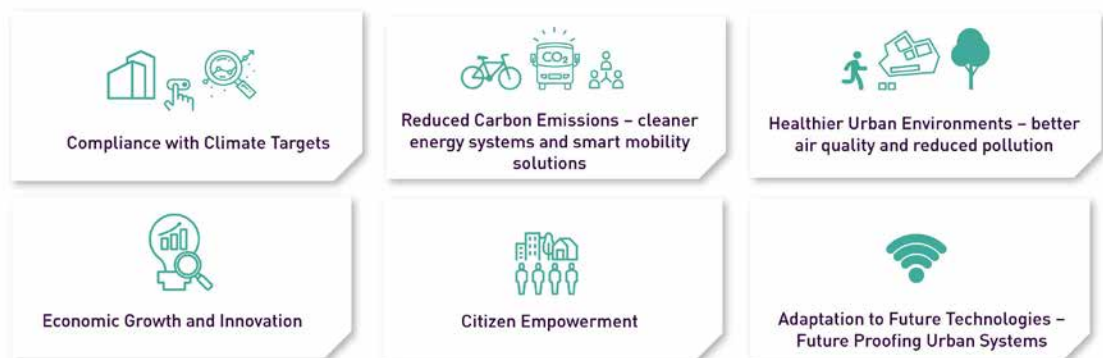 CO₂
Compliance with Climate Targets
Reduced Carbon Emissions – cleaner
energy systems and smart mobility
solutions
Healthier Urban Environments – better
air quality and reduced pollution
Economic Growth and Innovation
Citizen Empowerment
Adaptation to Future Technologies –
Future Proofing Urban Systems